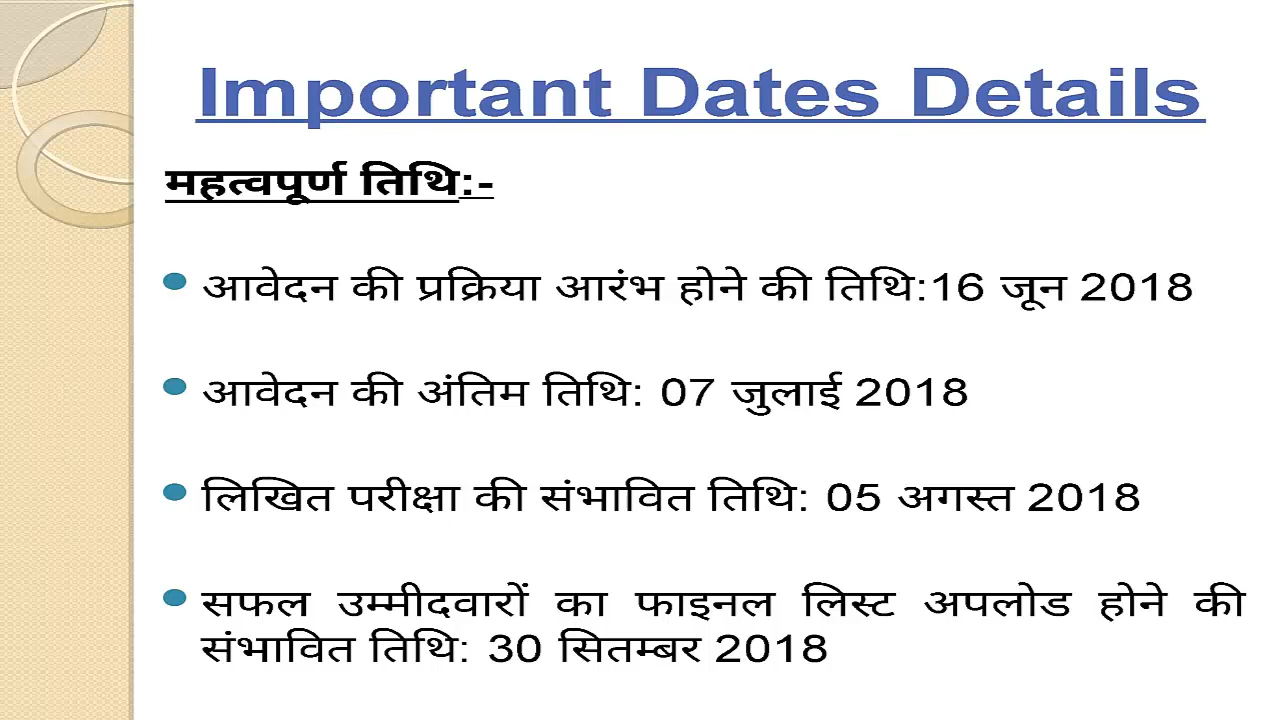 Important Dates Details
महत्वपूर्ण तिथि:-
आवेदन की प्रक्रिया आरंभ होने की तिथि:16 जून 2018
आवेदन की अंतिम तिथि: 07 जुलाई 2018
लिखित परीक्षा की संभावित तिथि: 05 अगस्त 2018
सफल उम्मीदवारों का फाइनल लिस्ट अपलोड होने की
संभावित तिथि: 30 सितम्बर 2018